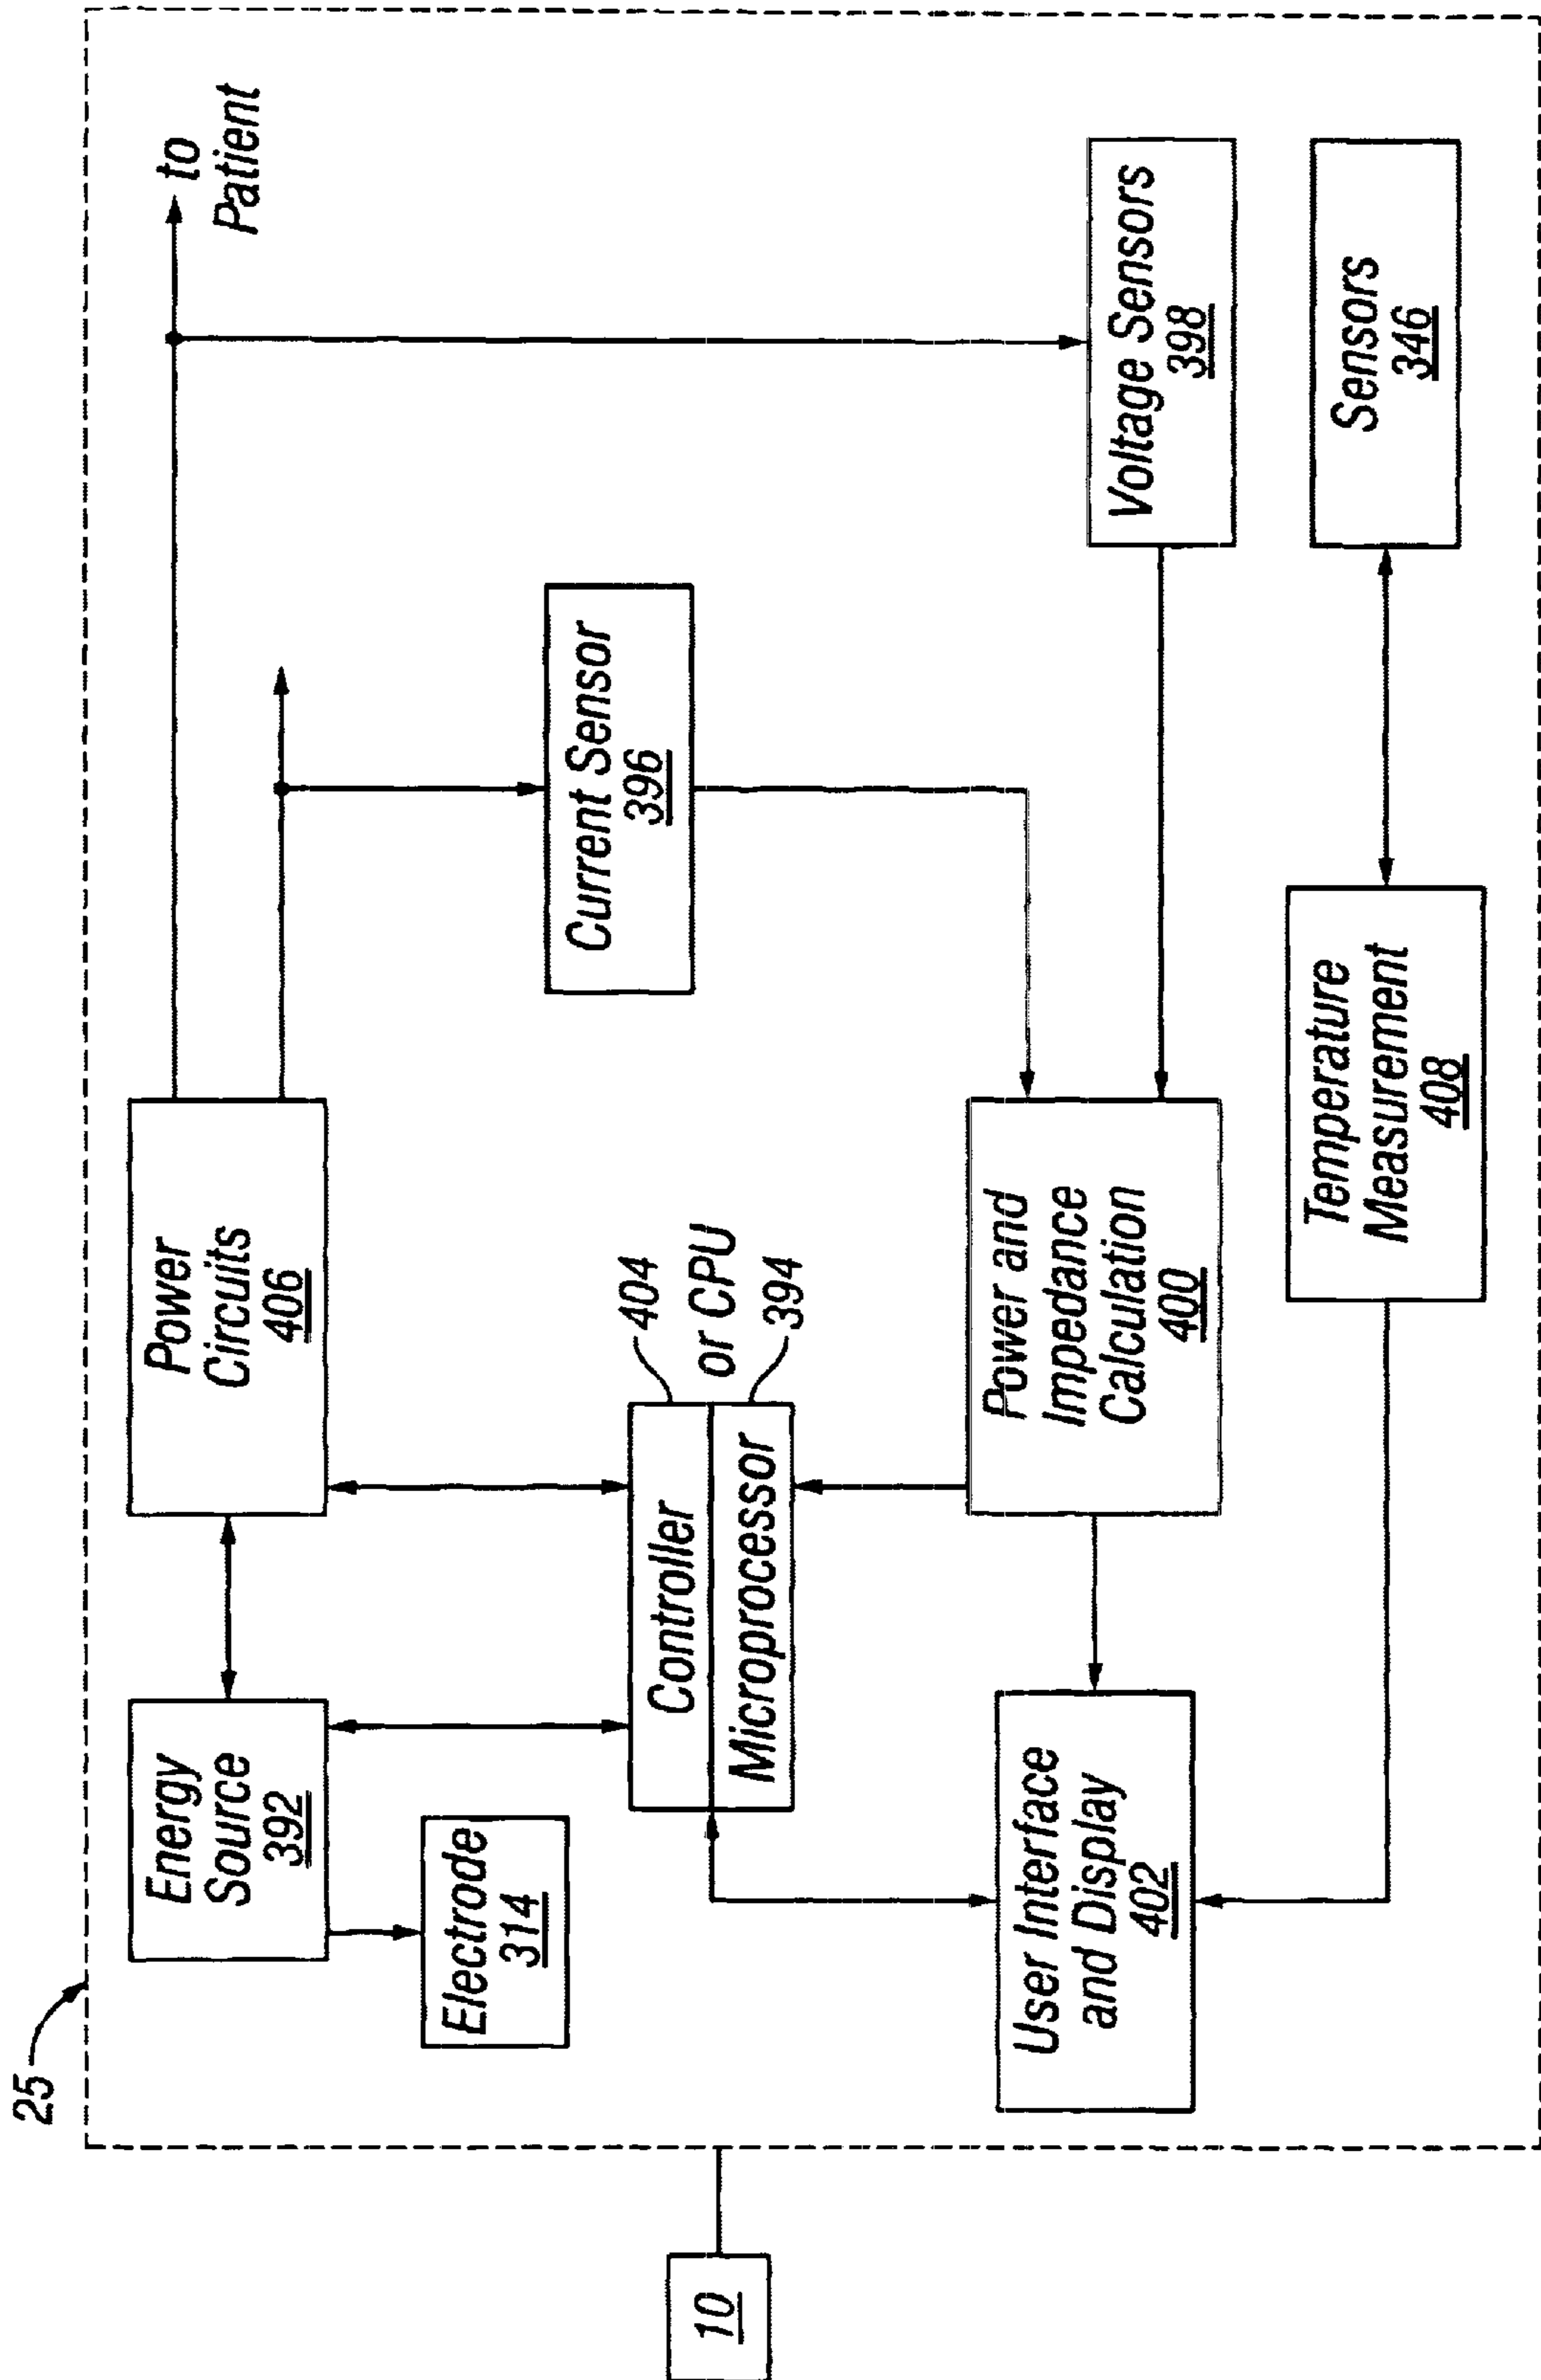 25
Energy
Source
392
Power
Circuits
406
to
Patient
Electrode
314
Current Sensor
396
Controller
Microprocessor
404
or CPU
394
10
User Interface
and Display
402
Power and
Impedance
Calculation
400
Voltage Sensors
398
Temperature
Measurement
408
Sensors
346